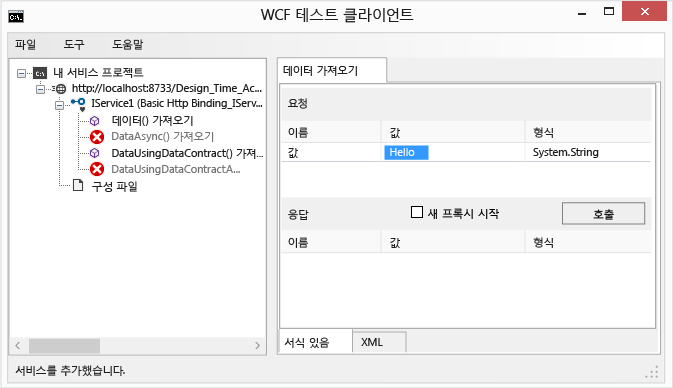 WCF 테스트 클라이언트
파일 도구 도움말
내 서비스 프로젝트
http://localhost:8733/Design_Time_Ac...
IService1 (Basic Http Binding_IServ...
데이터() 가져오기
DataAsync() 가져오기
DataUsingDataContract() 가져...
DataUsingDataContractA...
구성 파일
데이터 가져오기
요청
이름 값 형식
값 Hello System.String
응답 새 프록시 시작 호출
이름 값 형식
서식 있음 XML
서비스를 추가했습니다.